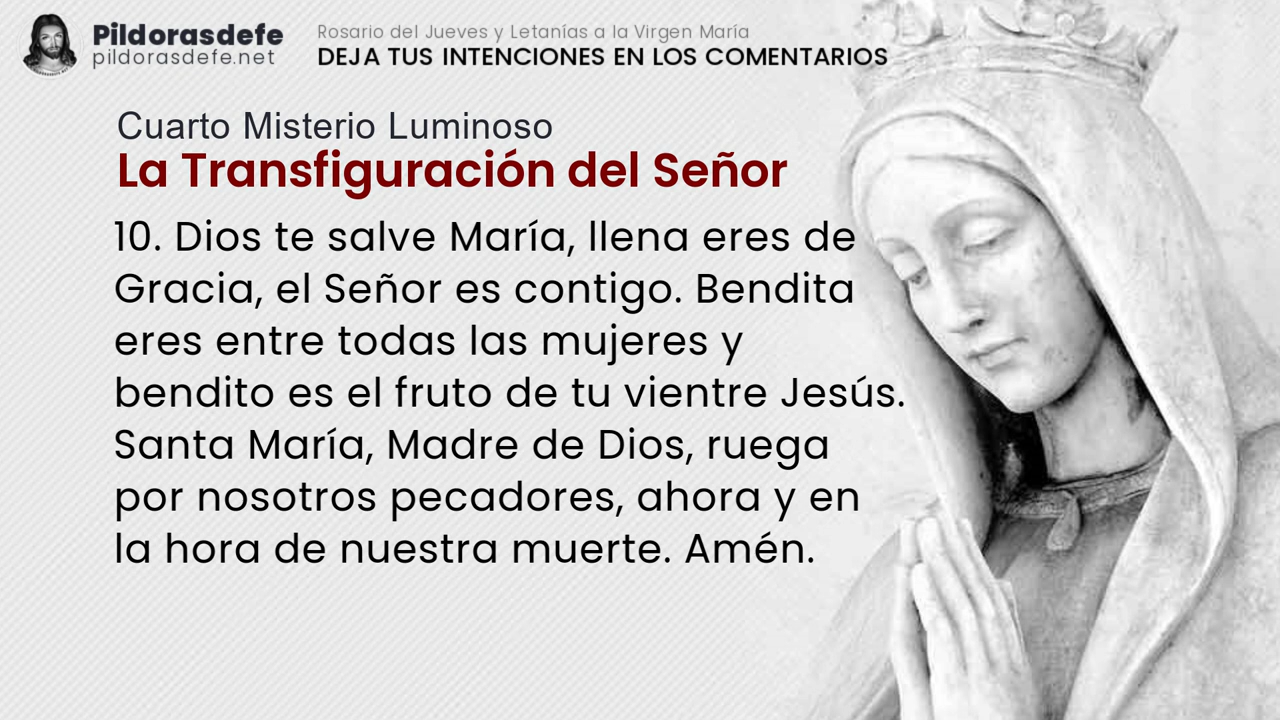 Pildorasdefe
pildorasdefe.net
Rosario del Jueves y Letanías a la Virgen María
DEJA TUS INTENCIONES EN LOS COMENTARIOS
Cuarto Misterio Luminoso
La Transfiguración del Señor
10. Dios te salve María, llena eres de
Gracia, el Señor es contigo. Bendita
eres entre todas las mujeres y
bendito es el fruto de tu vientre Jesús.
Santa María, Madre de Dios, ruega
por nosotros pecadores, ahora y en
la hora de nuestra muerte. Amén.